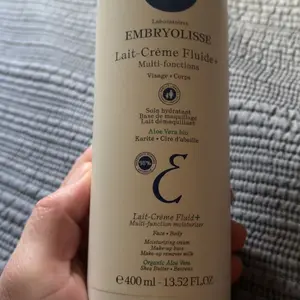 Laboratoires
EMBRYOLISSE
Lait-Crème Fluide+
Multi-fonctions
Visage • Corps
Soin hydratant
Base de maquillage
Lait démaquillant
Aloe Vera bio
Karité • Cire d'abeille
Lait-Crème Fluid+
Multi-function moisturiser
Face • Body
Moisturising cream
Make-up base
Make-up remover milk
Organic Aloe Vera
Shea Butter • Beeswax
℮ 400 ml - 13.52 FL.OZ.